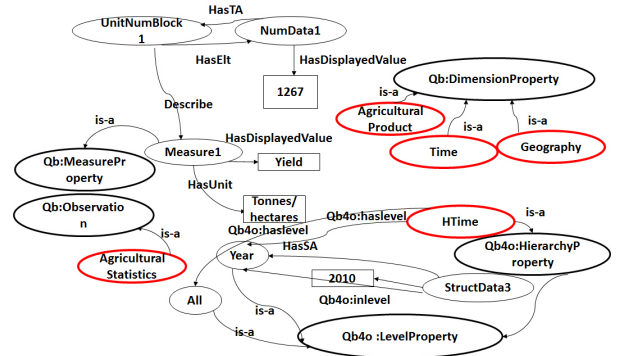 HasTA
UnitNumBlock
1
NumData1
HasElt
HasDisplayedValue
Qb:DimensionProperty
1267
is-a
Agricultural
Product
is-a
is-a
Describe
is-a
Time
Geography
HasDisplayedValue
Measure1
Yield
Qb:MeasurePr
operty
HasUnit
Tonnes/
hectares
Qb:Observatio
n
Qb4o:haslevel
HTime
is-a
Qb4o:haslevel
is-a
HasSA
Year
Qb4o:HierarchyP
roperty
Agricultural
Statistics
2010
StructData3
All
Qb4o:inlevel
is-a
is-a
Qb4o :LevelProperty